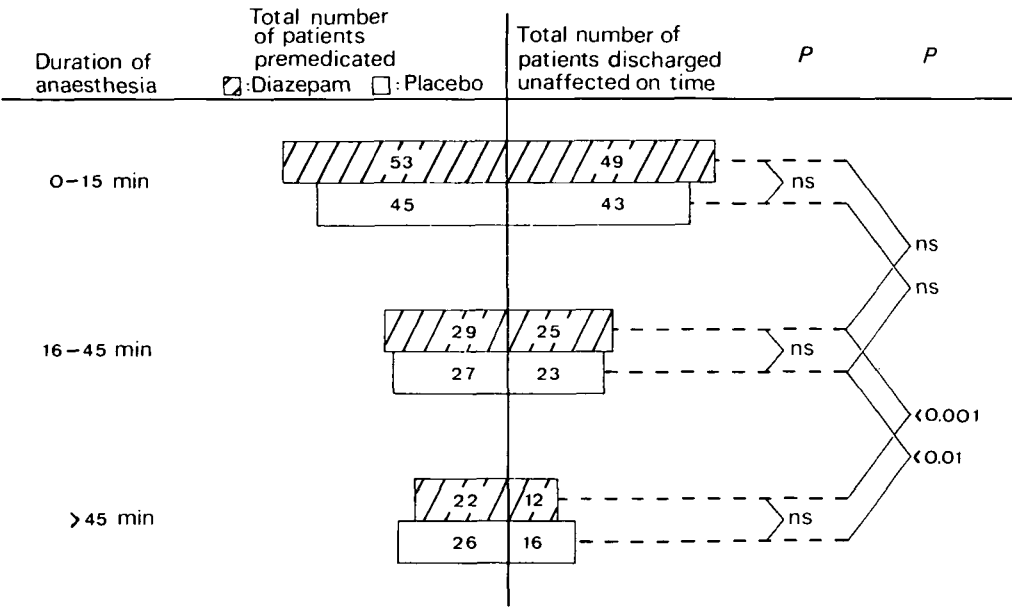 Duration of
anaesthesia
Total number
of patients
premedicated
:Diazepam :Placebo
Total number of
patients discharged
unaffected on time
P
P
0-15 min
53
49
45
43
ns
ns
ns
16-45 min
29
25
27
23
ns
<0.001
<0.01
>45 min
22
12
26
16
ns